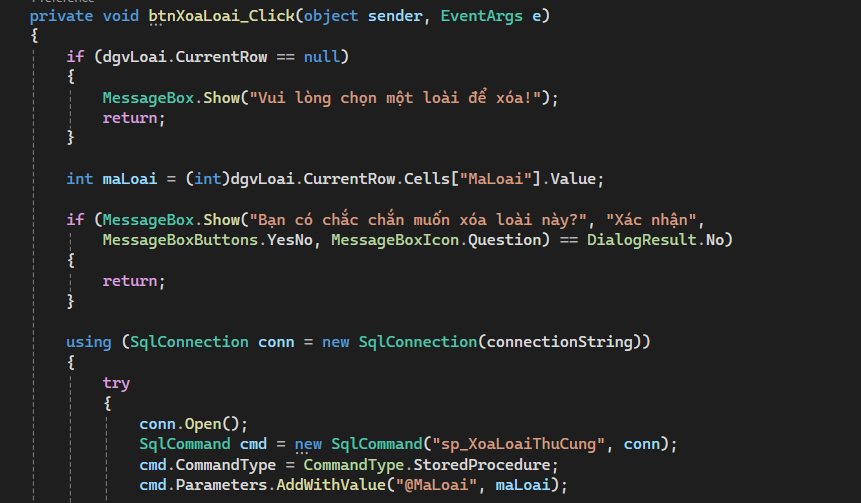 private void btnXoaLoai_Click(object sender, EventArgs e)
{
if (dgvLoai.CurrentRow == null)
{
MessageBox.Show("Vui lòng chọn một loài để xóa!");
return;
}
int maLoai = (int)dgvLoai.CurrentRow.Cells["MaLoai"].Value;
if (MessageBox.Show("Bạn có chắc chắn muốn xóa loài này?", "Xác nhận",
MessageBoxButtons.YesNo, MessageBoxIcon.Question) == DialogResult.No)
{
return;
}
using (SqlConnection conn = new SqlConnection(connectionString))
{
try
{
conn.Open();
SqlCommand cmd = new SqlCommand("sp_XoaLoaiThuCung", conn);
cmd.CommandType = CommandType.StoredProcedure;
cmd.Parameters.AddWithValue("@MaLoai", maLoai);